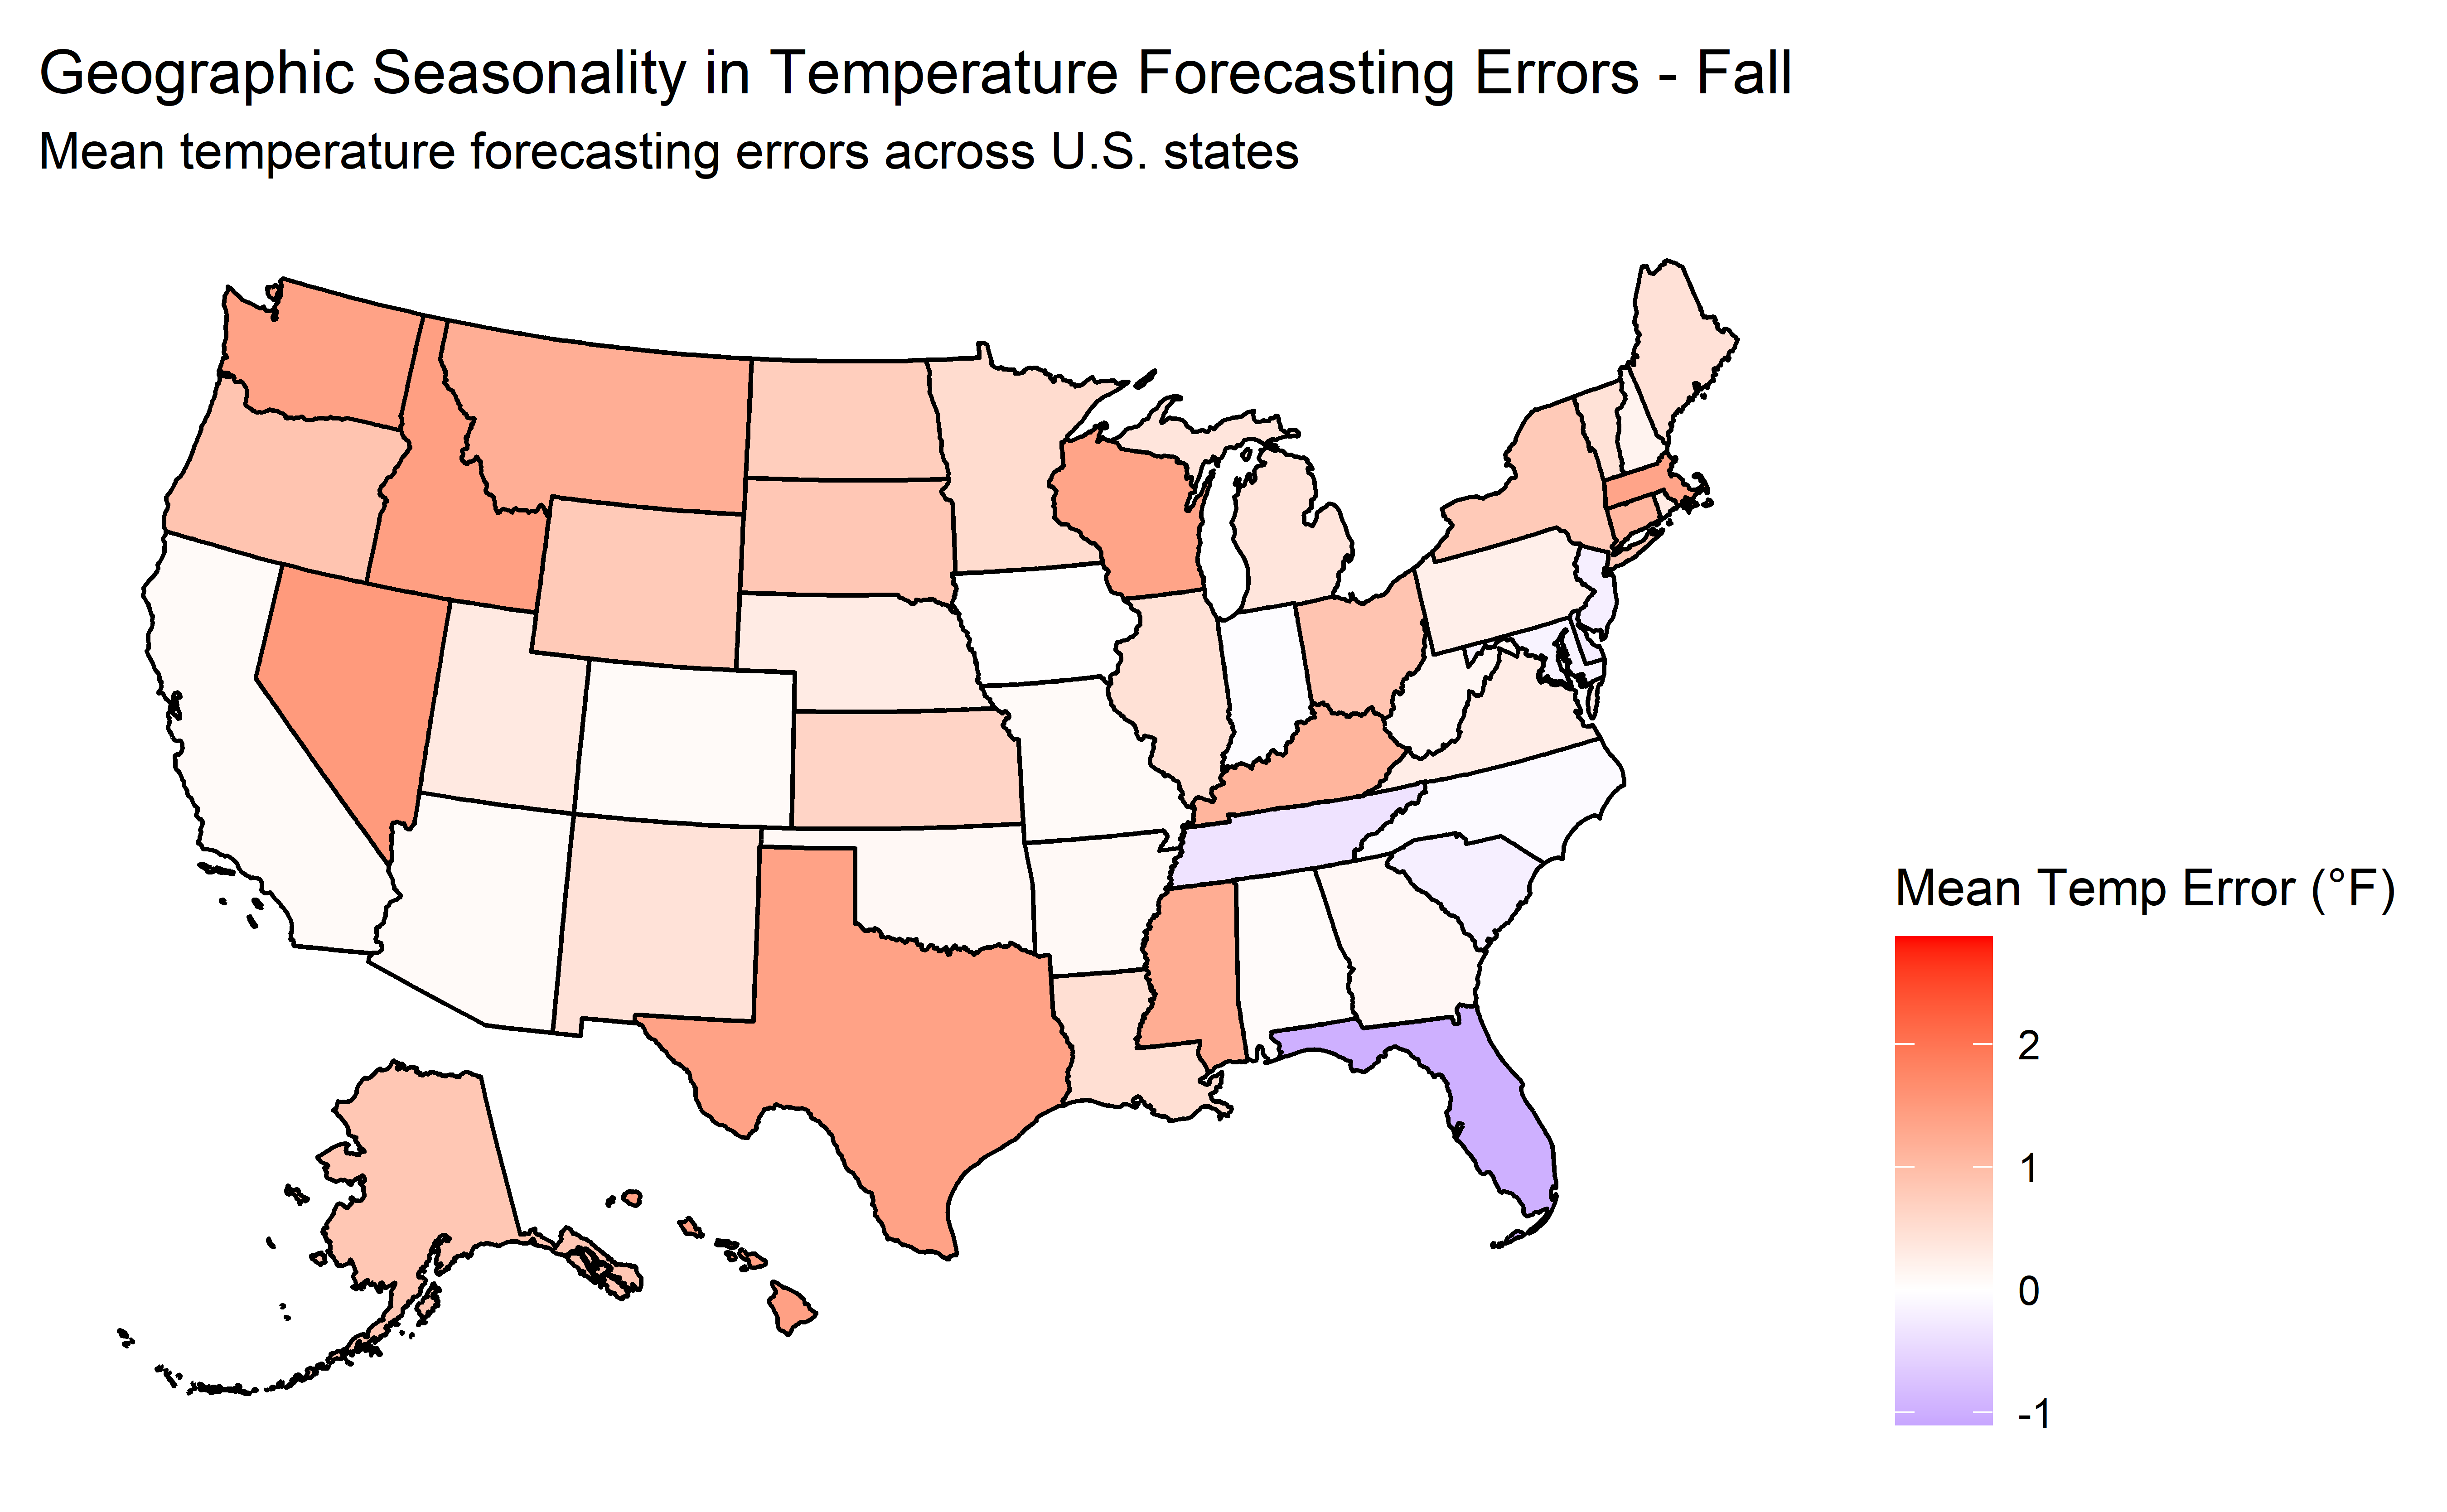 Geographic Seasonality in Temperature Forecasting Errors - Fall
Mean temperature forecasting errors across U.S. states
Mean Temp Error (°F)
2
1
0
-1